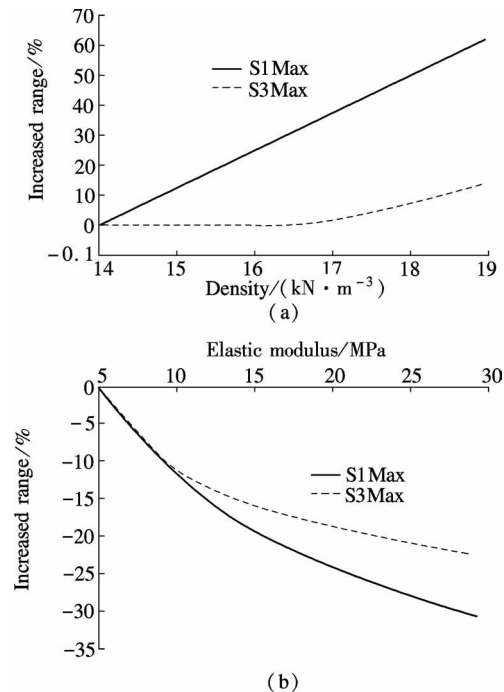 70
60
50
40
30
20
10
0
-0.1
Increased range/%
S1Max
S3Max
14 15 16 17 18 19
Density/(kN·m⁻³)
(a)
Elastic modulus/MPa
5 10 15 20 25 30
0
-5
-10
-15
-20
-25
-30
-35
Increased range/%
S1Max
S3Max
(b)